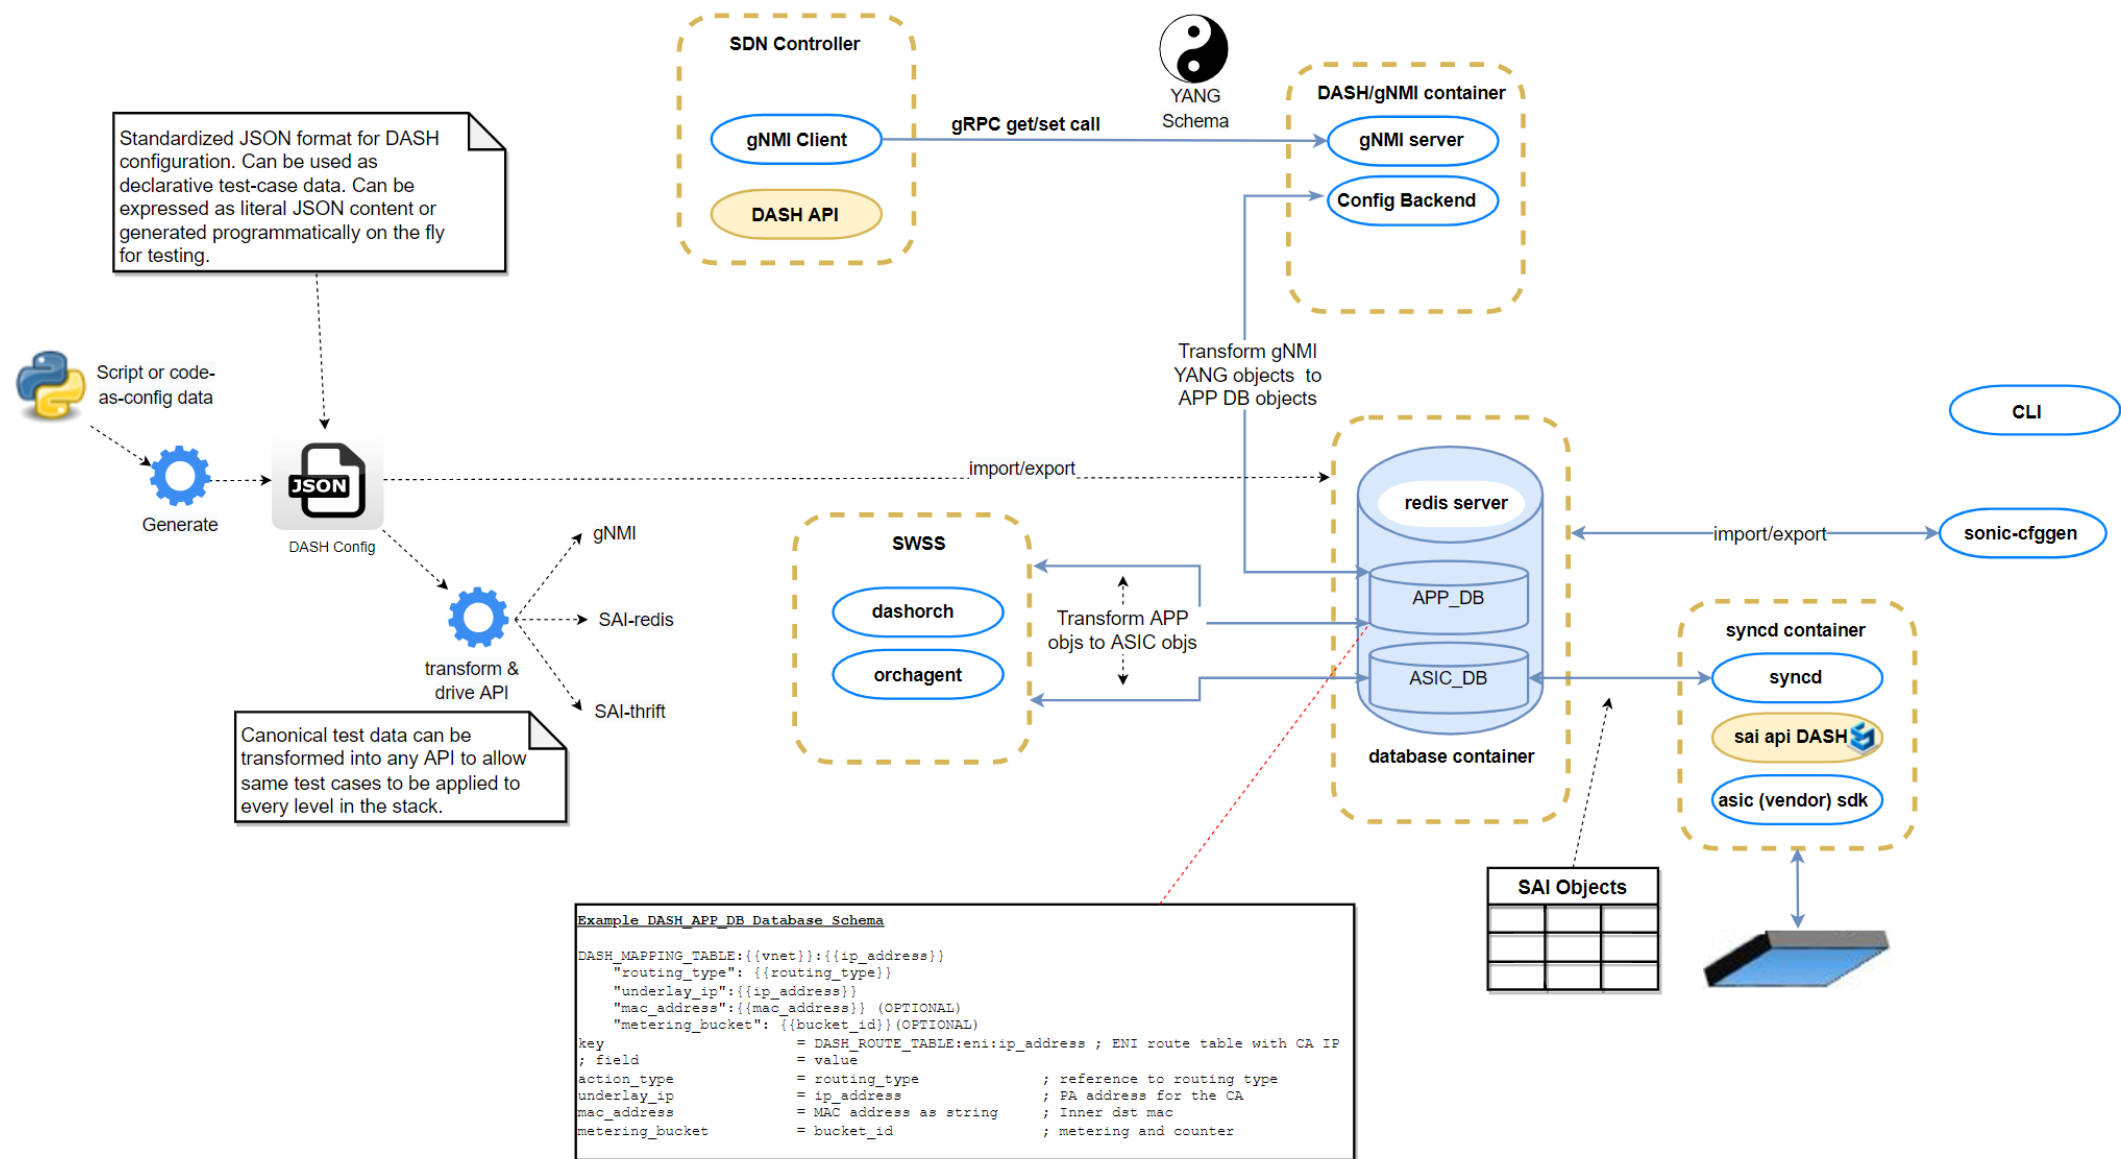 SDN Controller
gNMI Client
DASH API
gRPC get/set call
YANG
Schema
DASH/gNMI container
gNMI server
Config Backend
Standardized JSON format for DASH
configuration. Can be used as
declarative test-case data. Can be
expressed as literal JSON content or
generated programmatically on the fly
for testing.
Script or code-
as-config data
Generate
JSON
DASH Config
import/export
Transform gNMI
YANG objects to
APP DB objects
CLI
redis server
import/export
sonic-cfggen
gNMI
SAI-redis
SAI-thrift
transform &
drive API
SWSS
dashorch
orchagent
Transform APP
objs to ASIC objs
APP_DB
ASIC_DB
database container
syncd container
syncd
sai api DASH
asic (vendor) sdk
Canonical test data can be
transformed into any API to allow
same test cases to be applied to
every level in the stack.
SAI Objects
Example DASH_APP_DB Database Schema
DASH_MAPPING_TABLE:{{vnet}}:{{ip_address}}
"routing_type": {{routing_type}}
"underlay_ip":{{ip_address}}
"mac_address":{{mac_address}} (OPTIONAL)
"metering_bucket": {{bucket_id}}(OPTIONAL)
key = DASH_ROUTE_TABLE:eni:ip_address ; ENI route table with CA IP
; field = value
action_type = routing_type ; reference to routing type
underlay_ip = ip_address ; PA address for the CA
mac_address = MAC address as string ; Inner dst mac
metering_bucket = bucket_id ; metering and counter